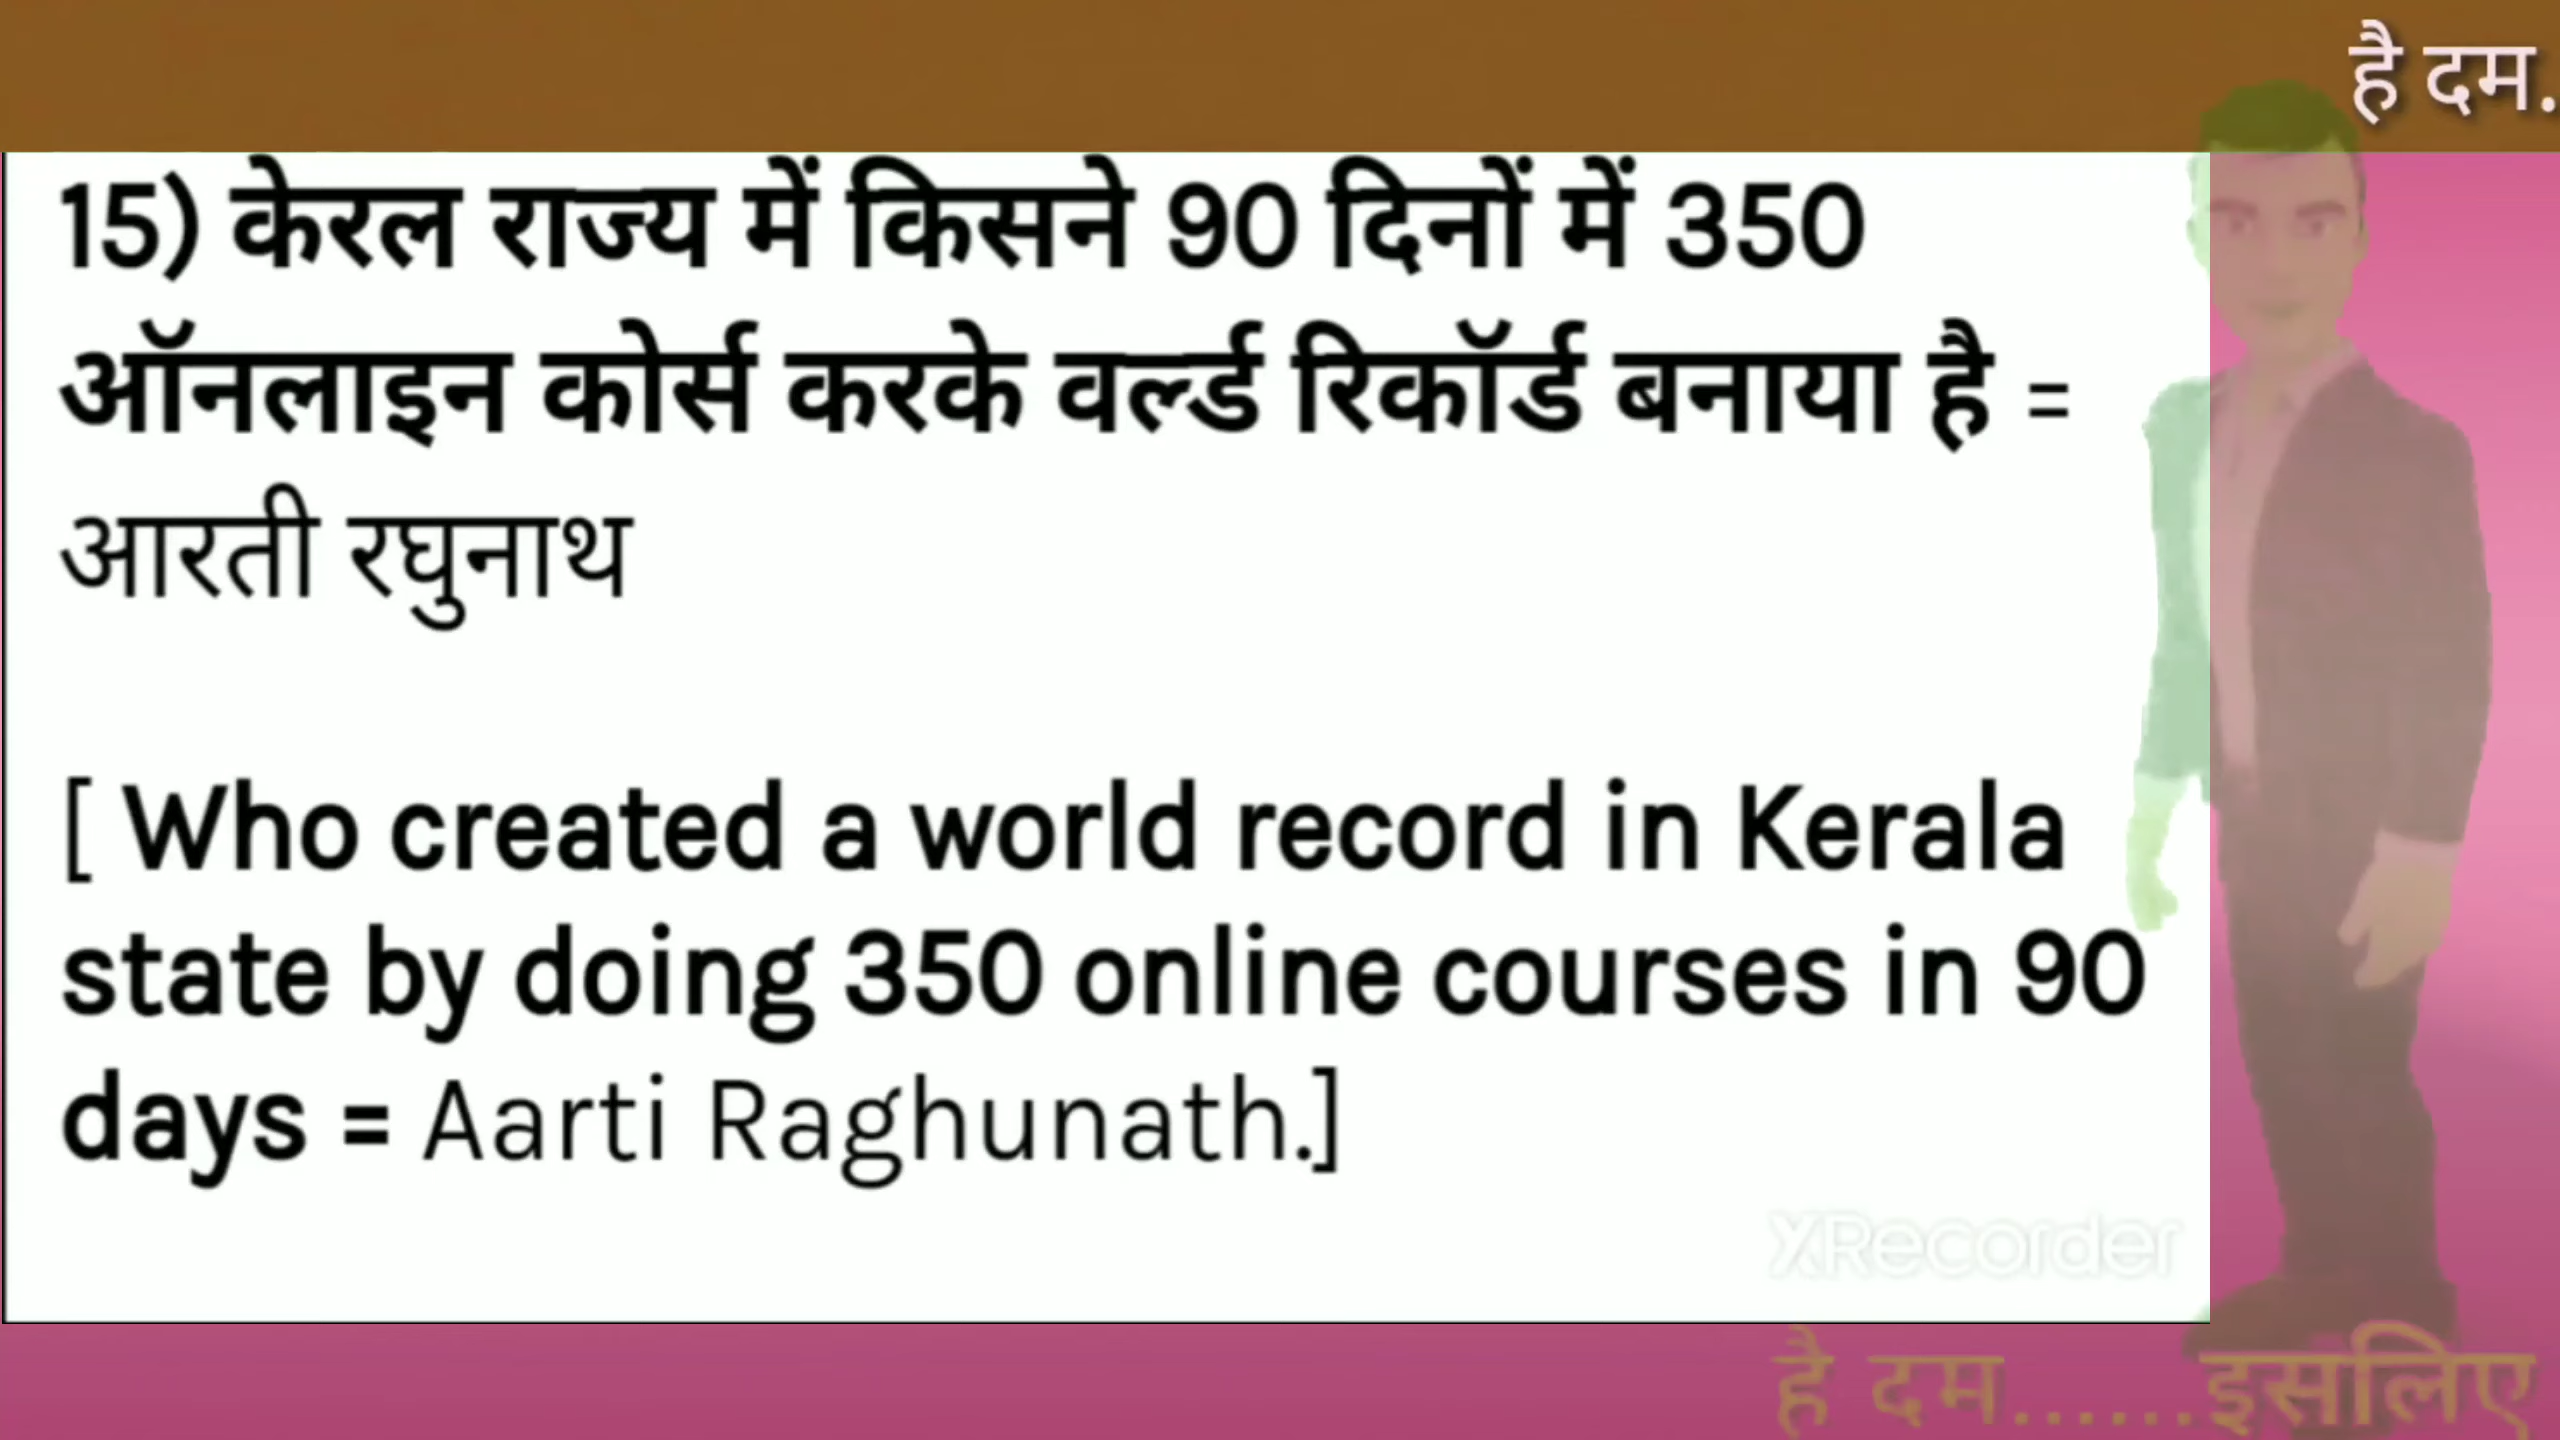 है दम.
15) केरल राज्य में किसने 90 दिनों में 350
ऑनलाइन कोर्स करके वर्ल्ड रिकॉर्ड बनाया है =
आरती रघुनाथ
[ Who created a world record in Kerala
state by doing 350 online courses in 90
days = Aarti Raghunath.]
XRecorder
है दम......इसलिए